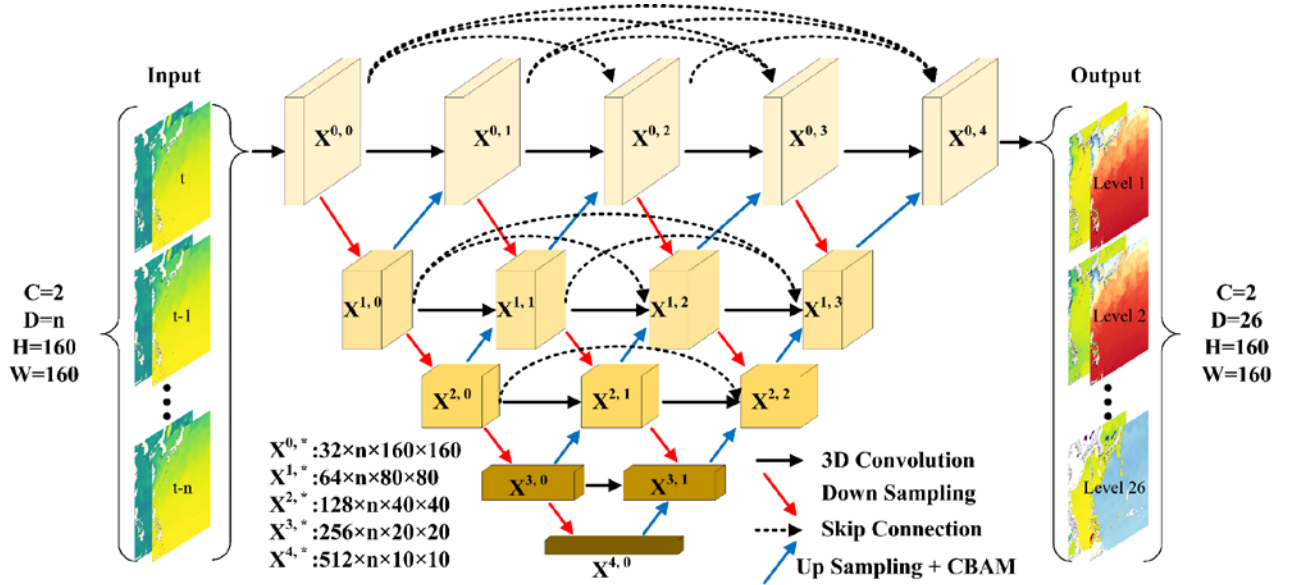 Input
Output
X0, 0
X0, 1
X0, 2
X0, 3
X0, 4
t
Level 1
X1, 0
X1, 1
X1, 2
X1, 3
C=2
D=n
H=160
W=160
t-1
Level 2
C=2
D=26
H=160
W=160
X2, 0
X2, 1
X2, 2
t-n
Level 26
X3, 0
X3, 1
X4, 0
X0, * :32×n×160×160
X1, * :64×n×80×80
X2, * :128×n×40×40
X3, * :256×n×20×20
X4, * :512×n×10×10
3D Convolution
Down Sampling
Skip Connection
Up Sampling + CBAM